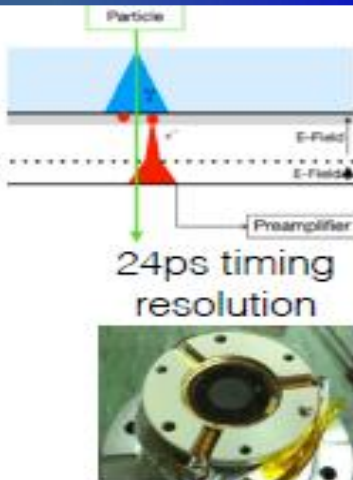 Particle
e⁻
E-Field
E-Field
Preamplifier
24ps timing
resolution